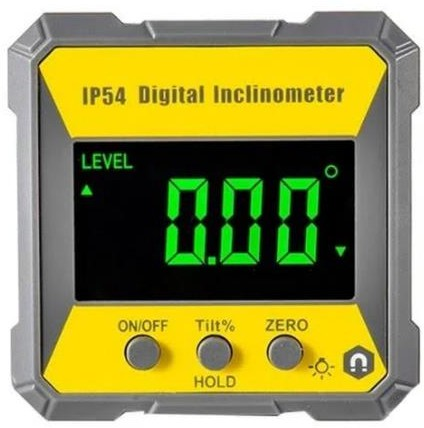 IP54 Digital Inclinometer
LEVEL
0.00°
ON/OFF Tilt% ZERO
HOLD